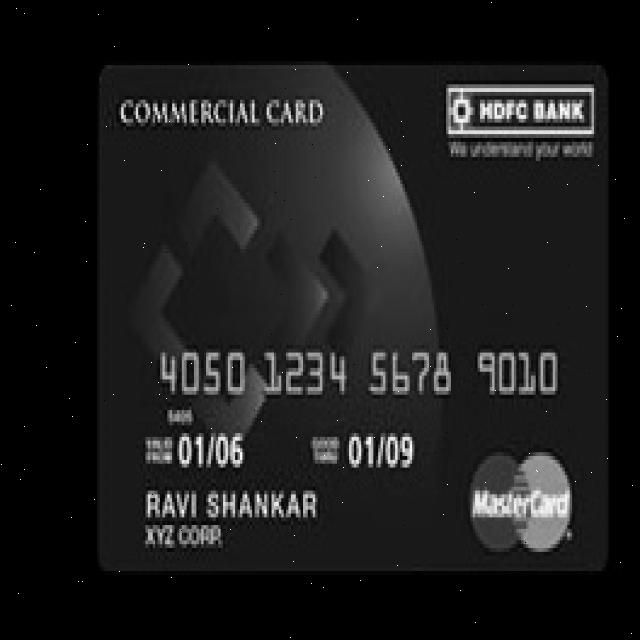 COMMERCIAL CARD
HDFC BANK
We understand your world
4050 1234 5678 9010
VALID FROM 01/06 GOOD THRU 01/09
RAVI SHANKAR
XYZ CORP.
MasterCard